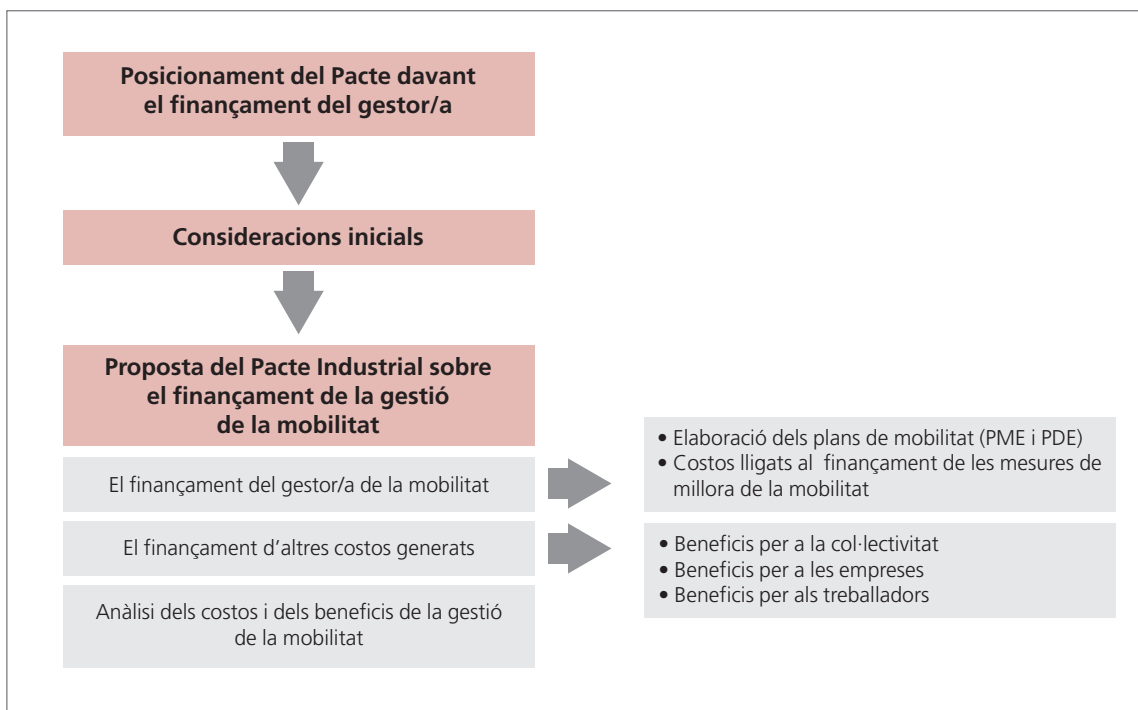 Posicionament del Pacte davant
el finançament del gestor/a
Consideracions inicials
Proposta del Pacte Industrial sobre
el finançament de la gestió
de la mobilitat
El finançament del gestor/a de la mobilitat
• Elaboració dels plans de mobilitat (PME i PDE)
• Costos lligats al finançament de les mesures de
millora de la mobilitat
El finançament d'altres costos generats
• Beneficis per a la col·lectivitat
• Beneficis per a les empreses
• Beneficis per als treballadors
Anàlisi dels costos i dels beneficis de la gestió
de la mobilitat